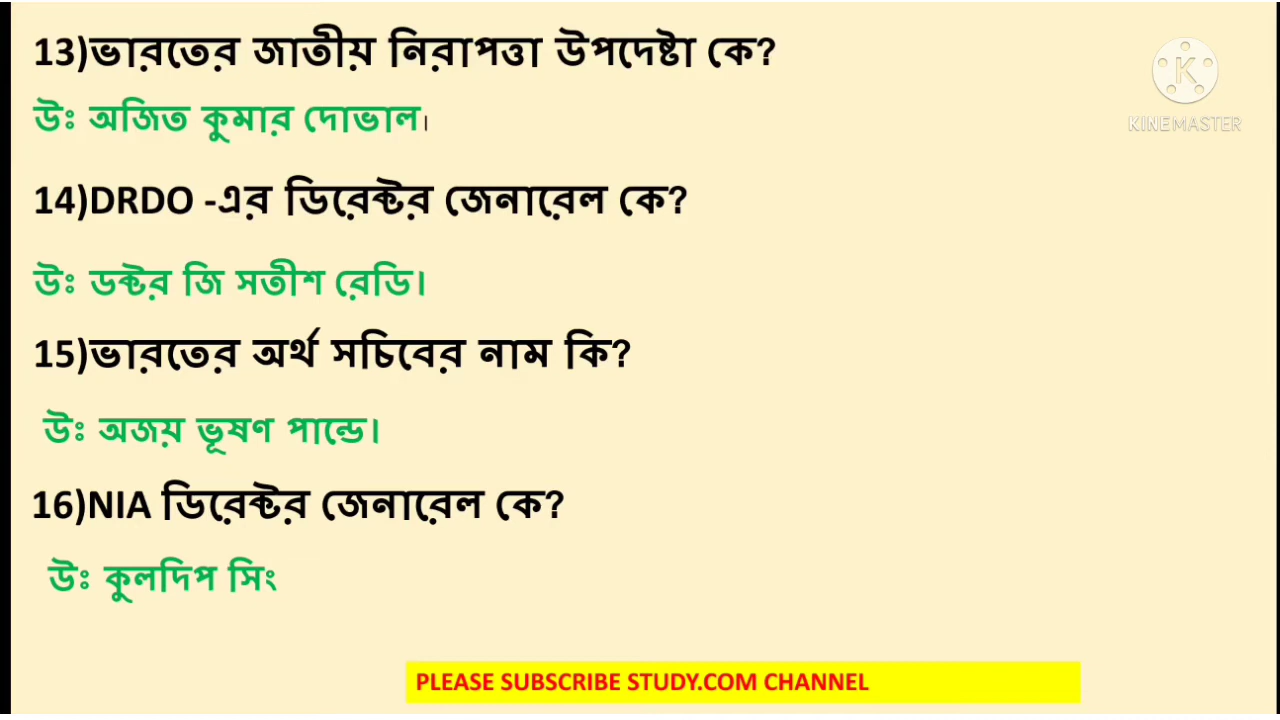 13)ভারতের জাতীয় নিরাপত্তা উপদেষ্টা কে?
K
KINEMASTER
উঃ অজিত কুমার দোভাল।
14)DRDO -এর ডিরেক্টর জেনারেল কে?
উঃ ডক্টর জি সতীশ রেডি।
15)ভারতের অর্থ সচিবের নাম কি?
উঃ অজয় ভূষণ পান্ডে।
16)NIA ডিরেক্টর জেনারেল কে?
উঃ কুলদিপ সিং
PLEASE SUBSCRIBE STUDY.COM CHANNEL